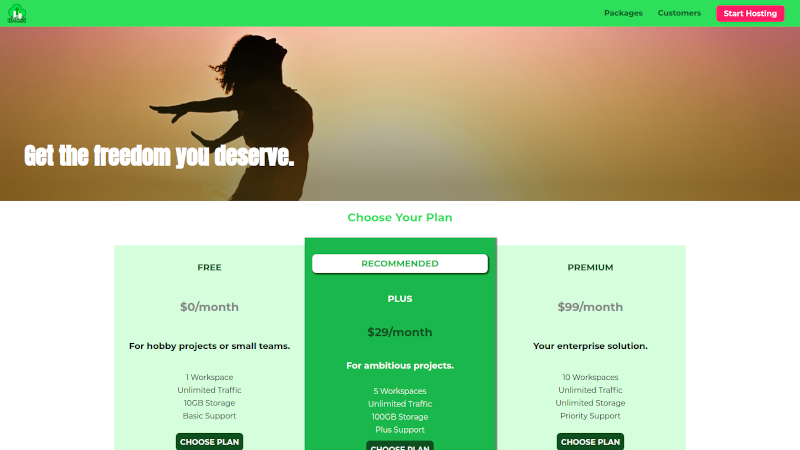 Packages
Customers
Start Hosting
Get the freedom you deserve.
Choose Your Plan
FREE
$0/month
For hobby projects or small teams.
1 Workspace
Unlimited Traffic
10GB Storage
Basic Support
CHOOSE PLAN
RECOMMENDED
PLUS
$29/month
For ambitious projects.
5 Workspaces
Unlimited Traffic
100GB Storage
Plus Support
CHOOSE PLAN
PREMIUM
$99/month
Your enterprise solution.
10 Workspaces
Unlimited Traffic
Unlimited Storage
Priority Support
CHOOSE PLAN